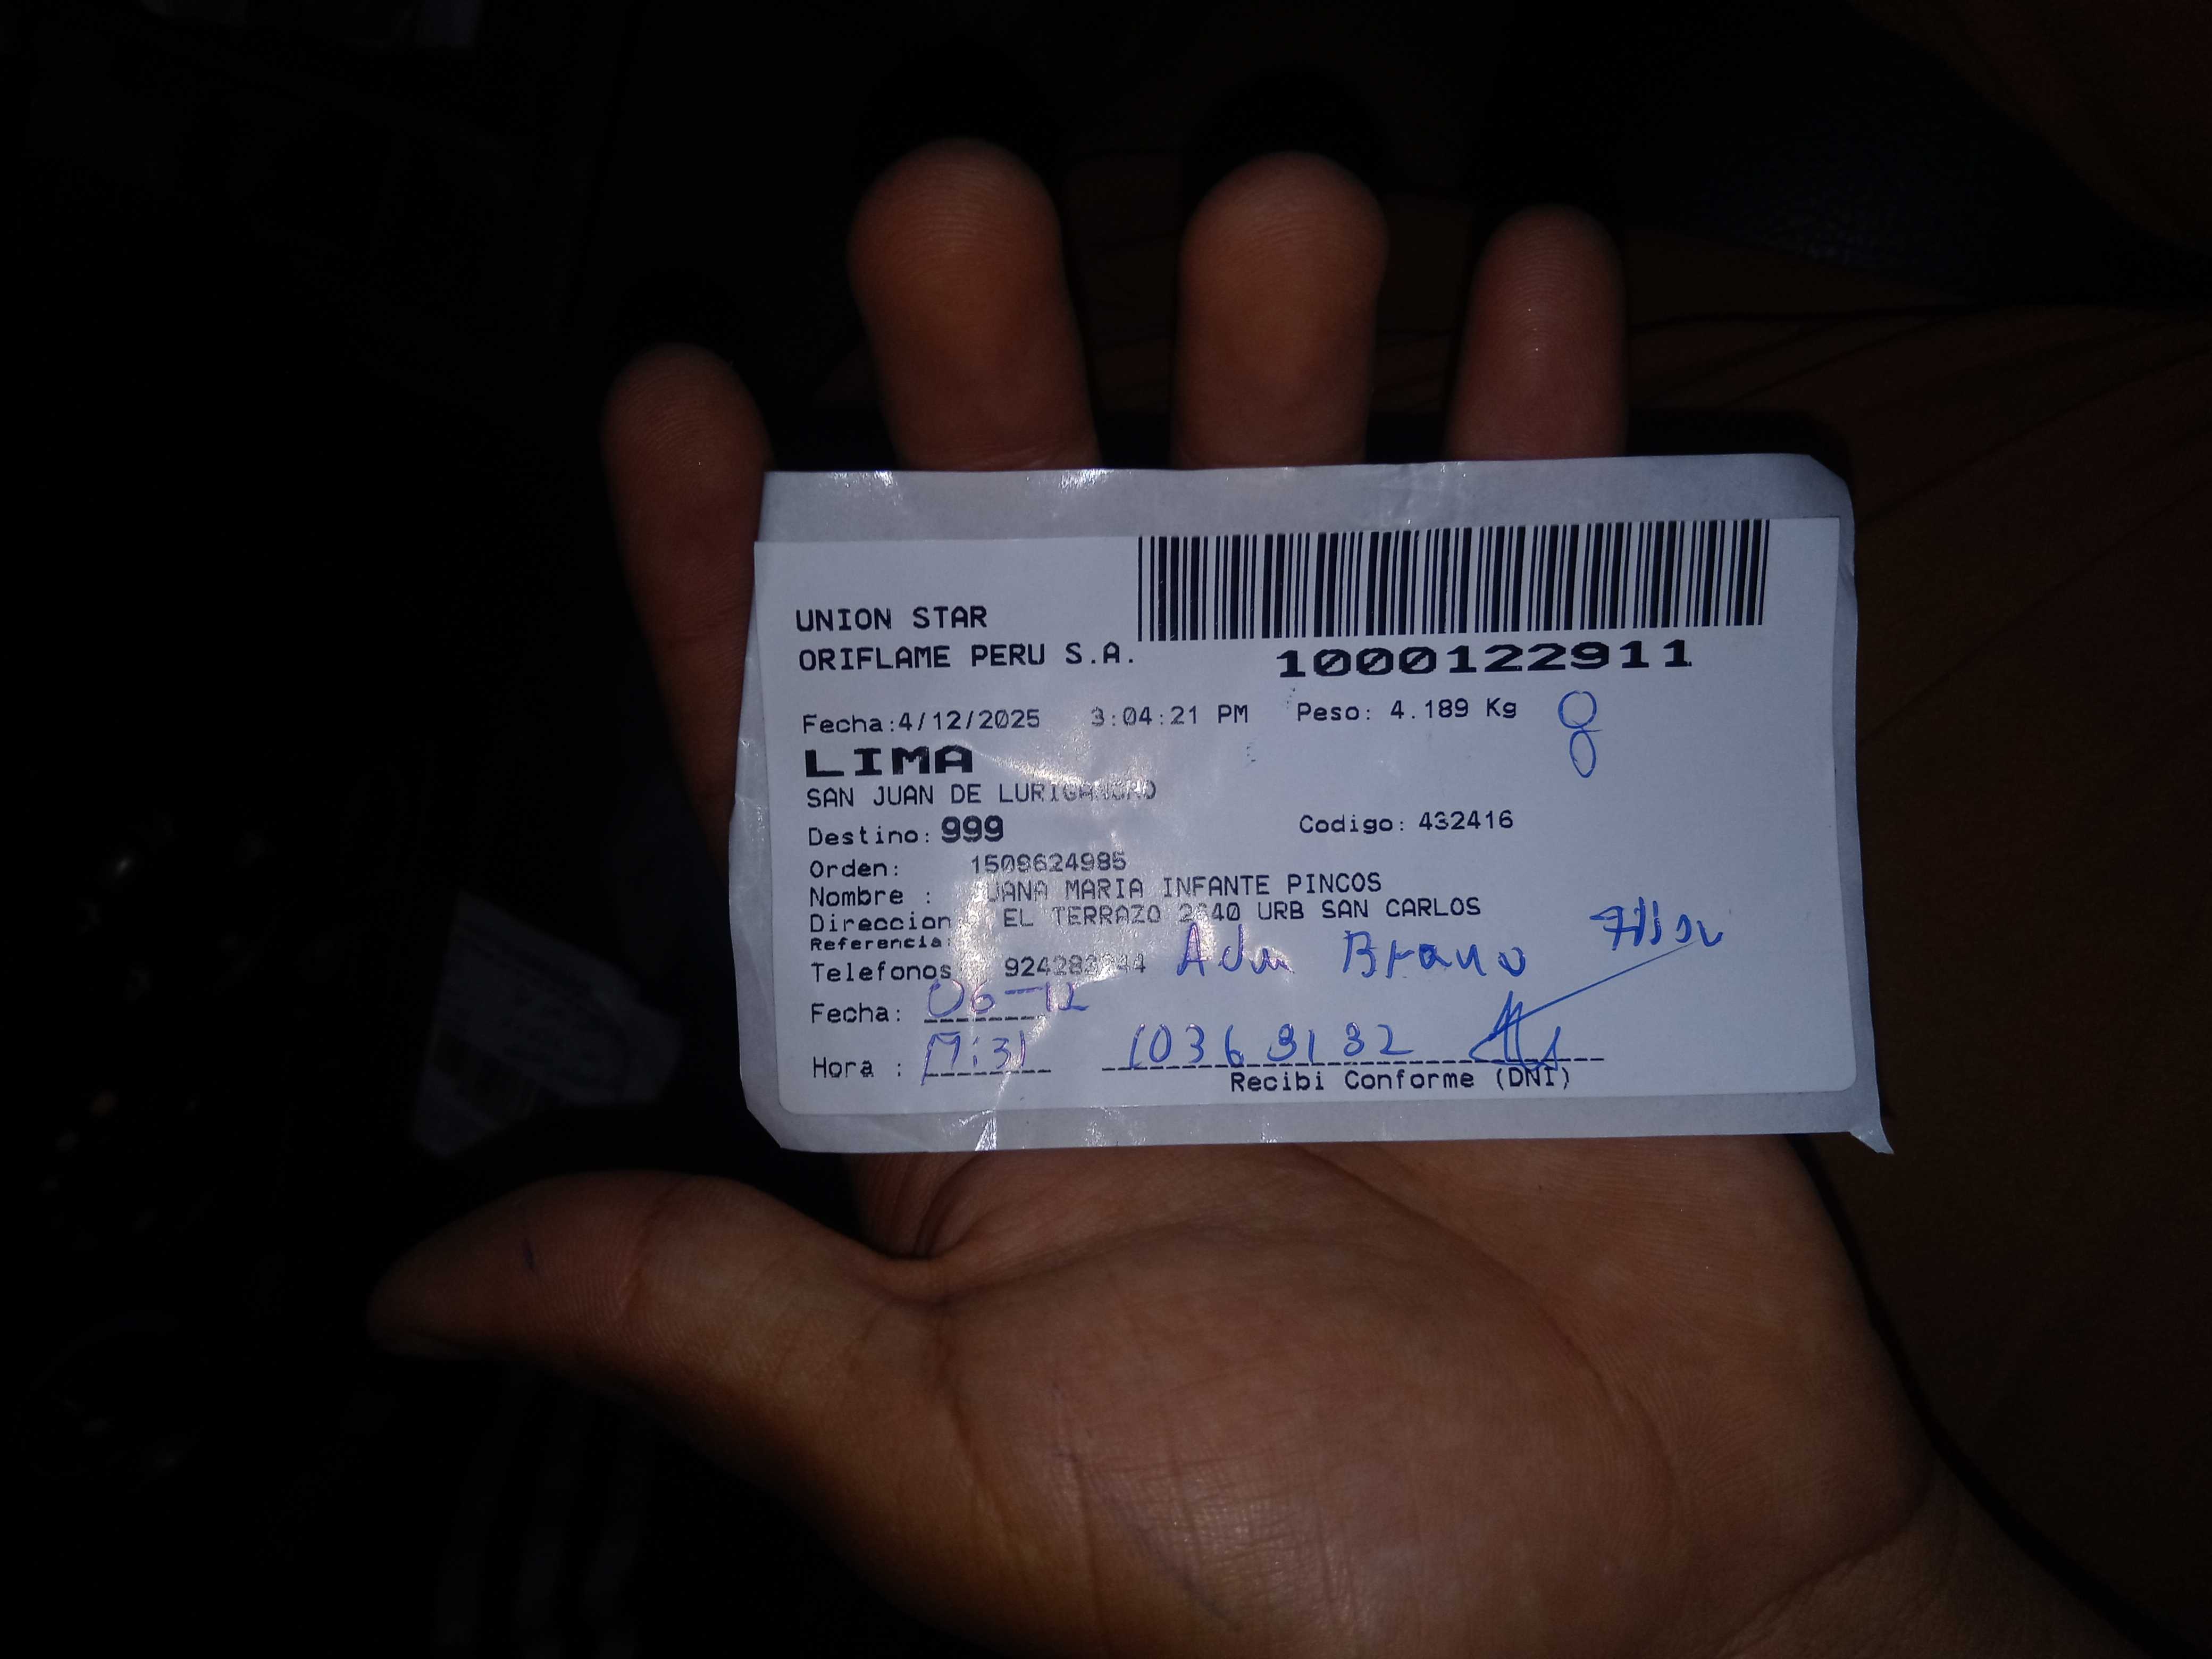 UNION STAR
ORIFLAME PERU S.A.
1000122911
Fecha:4/12/2025 3:04:21 PM Peso: 4.189 Kg 8
LIMA
SAN JUAN DE LURIGANCHO
Destino: 999 Codigo: 432416
Orden: 1509624985
Nombre : JUANA MARIA INFANTE PINCOS
Direccion : EL TERRAZO URB SAN CARLOS
Referencia:
Telefonos Bravo
Fecha: 06-12
Hora :
Recibi Conforme (DNI)